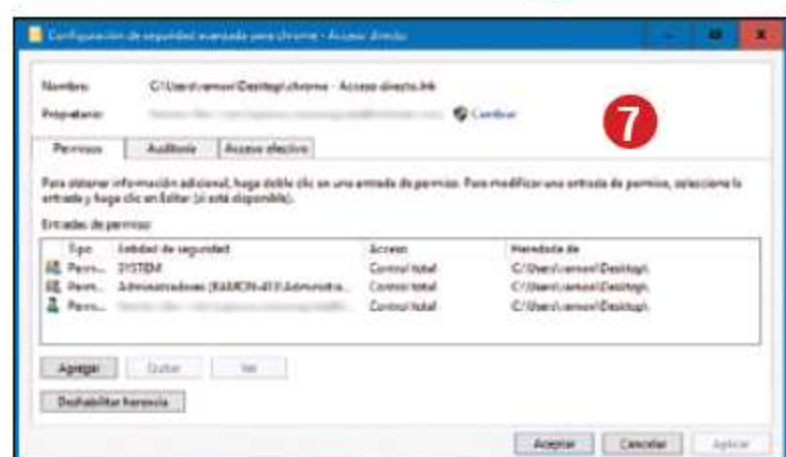 Configuración de seguridad avanzada para chrome - Acceso directo
Nombre: C:\Users\ramon\Desktop\chrome - Acceso directo.lnk
Propietario: Cambiar
7
Permisos Auditoría Acceso efectivo
Para obtener información adicional, haga doble clic en una entrada de permiso. Para modificar una entrada de permiso, seleccione la
entrada y haga clic en Editar (si está disponible).
Entradas de permiso:
Tipo Entidad de seguridad Acceso Heredada de
Perm... SYSTEM Control total C:\Users\ramon\Desktop\
Perm... Administradores Control total C:\Users\ramon\Desktop\
Perm... Control total C:\Users\ramon\Desktop\
Agregar Quitar Ver
Deshabilitar herencia
Aceptar Cancelar Aplicar